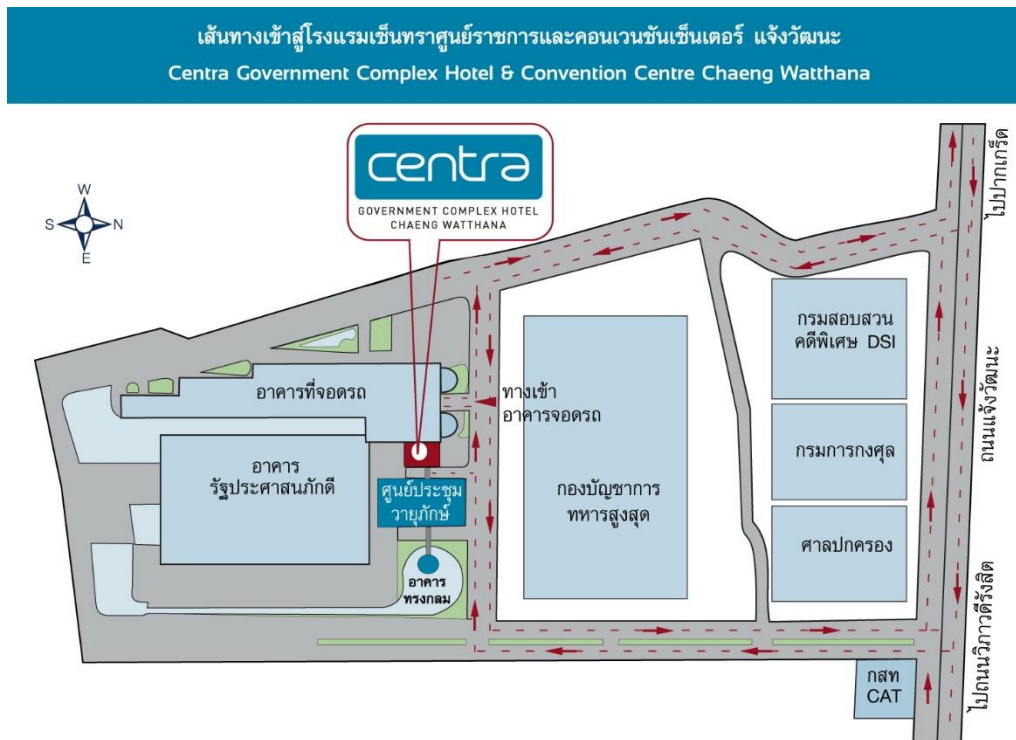 เส้นทางเข้าสู่โรงแรมเซ็นทราศูนย์ราชการและคอนเวนชันเซ็นเตอร์ แจ้งวัฒนะ
Centra Government Complex Hotel & Convention Centre Chaeng Watthana
centra
GOVERNMENT COMPLEX HOTEL
CHAENG WATTHANA
W
S
N
E
ไปปากเกร็ด
กรมสอบสวน
คดีพิเศษ DSI
อาคารที่จอดรถ
ทางเข้า
อาคารจอดรถ
ถนนแจ้งวัฒนะ
กรมการกงศุล
อาคาร
รัฐประศาสนภักดี
ศูนย์ประชุม
วายุภักษ์
กองบัญชาการ
ทหารสูงสุด
ศาลปกครอง
อาคาร
ทรงกลม
ไปถนนวิภาวดีรังสิต
กสท
CAT